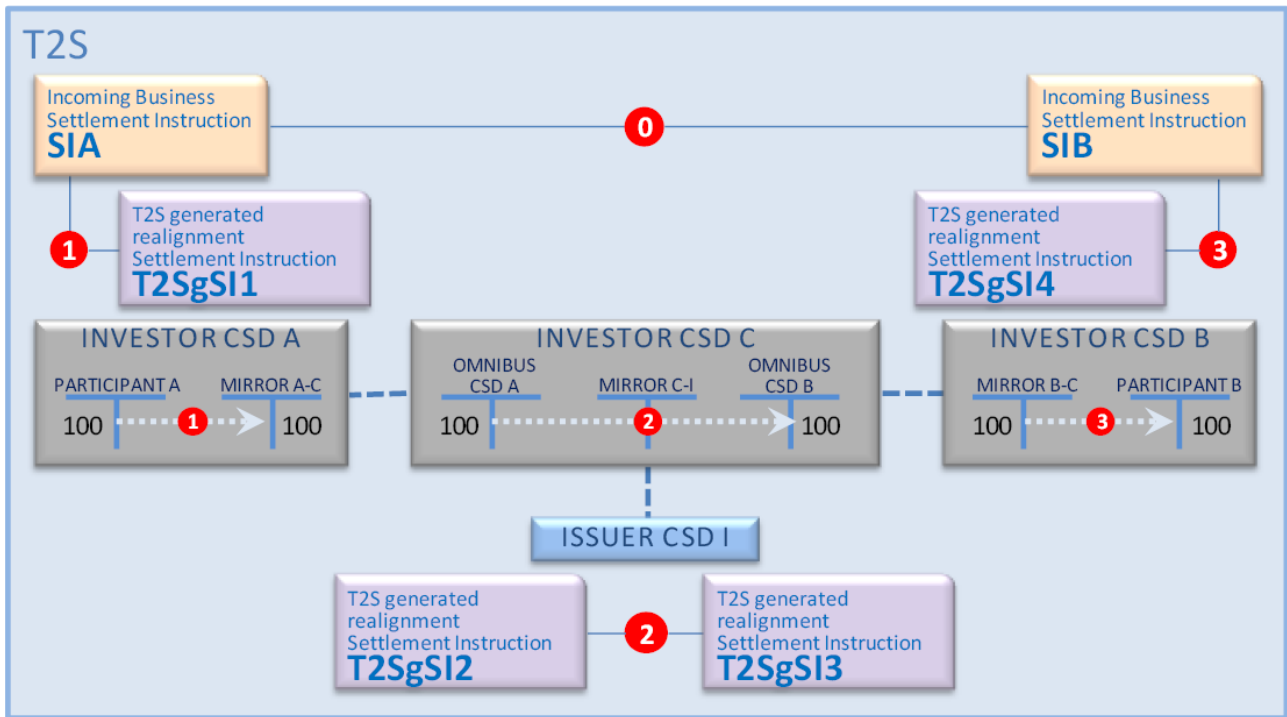 T2S
Incoming Business
Settlement Instruction
SIA
0
Incoming Business
Settlement Instruction
SIB
1
T2S generated
realignment
Settlement Instruction
T2SgSI1
T2S generated
realignment
Settlement Instruction
T2SgSI4
3
INVESTOR CSD A
PARTICIPANT A MIRROR A-C
100 1 100
INVESTOR CSD C
OMNIBUS
CSD A
MIRROR C-I
OMNIBUS
CSD B
100 2 100
INVESTOR CSD B
MIRROR B-C PARTICIPANT B
100 3 100
ISSUER CSD I
T2S generated
realignment
Settlement Instruction
T2SgSI2
2
T2S generated
realignment
Settlement Instruction
T2SgSI3